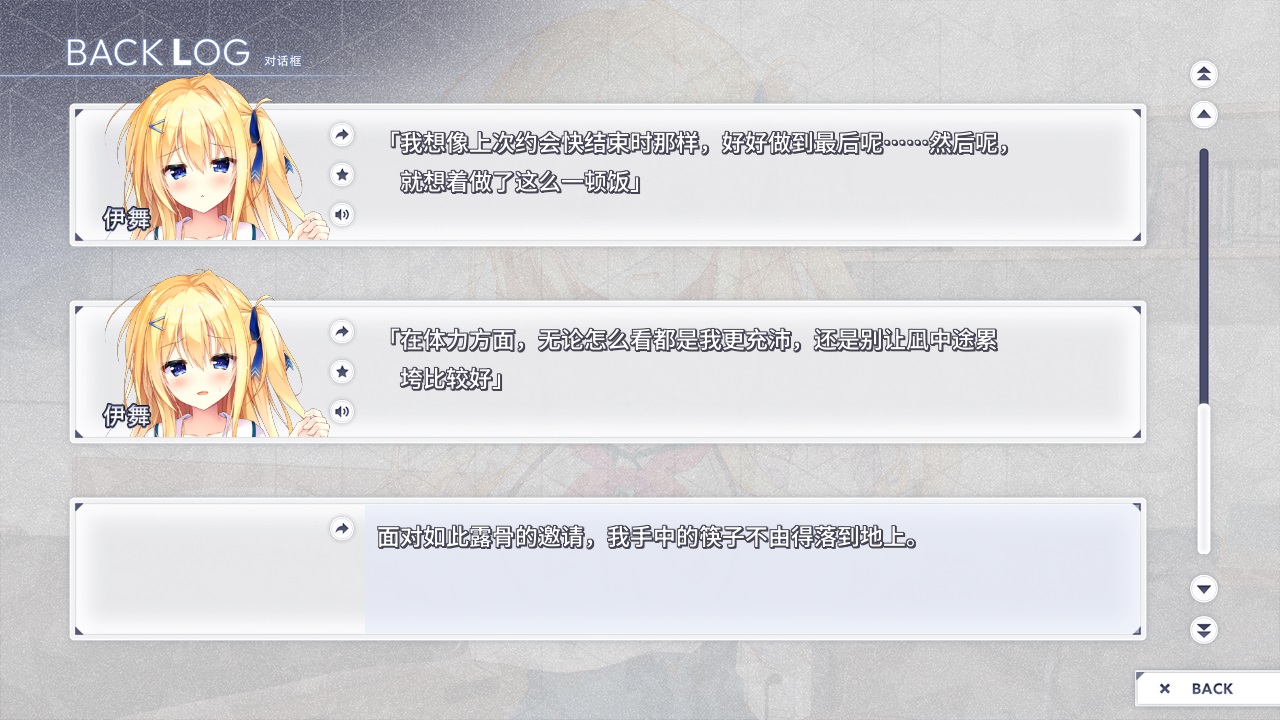 BACK LOG 对话框
「我想像上次约会快结束时那样，好好做到最后呢……然后呢，
就想着做了这么一顿饭」
伊舞
「在体力方面，无论怎么看都是我更充沛，还是别让凪中途累
垮比较好」
伊舞
面对如此露骨的邀请，我手中的筷子不由得落到地上。
× BACK